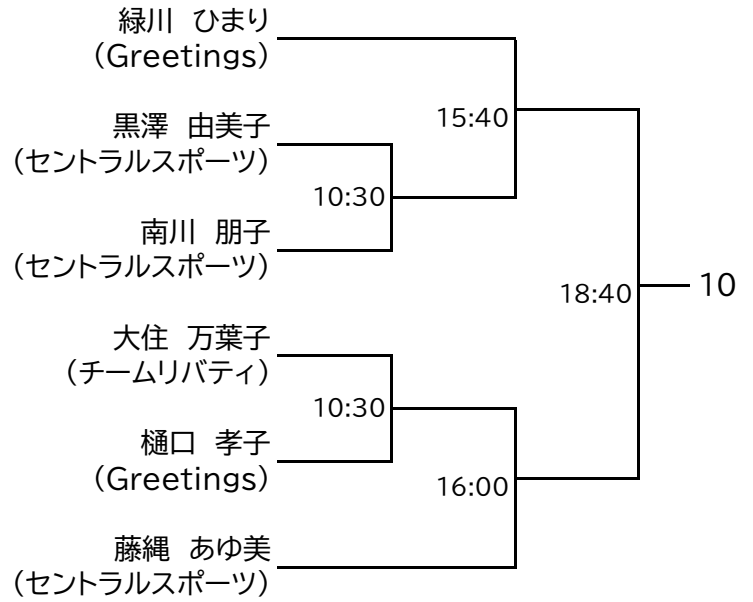 緑川　ひまり
(Greetings)
15:40
黒澤　由美子
(セントラルスポーツ)
10:30
南川　朋子
(セントラルスポーツ)
18:40
10
大住　万葉子
(チームリバティ)
10:30
樋口　孝子
(Greetings)
16:00
藤縄　あゆ美
(セントラルスポーツ)